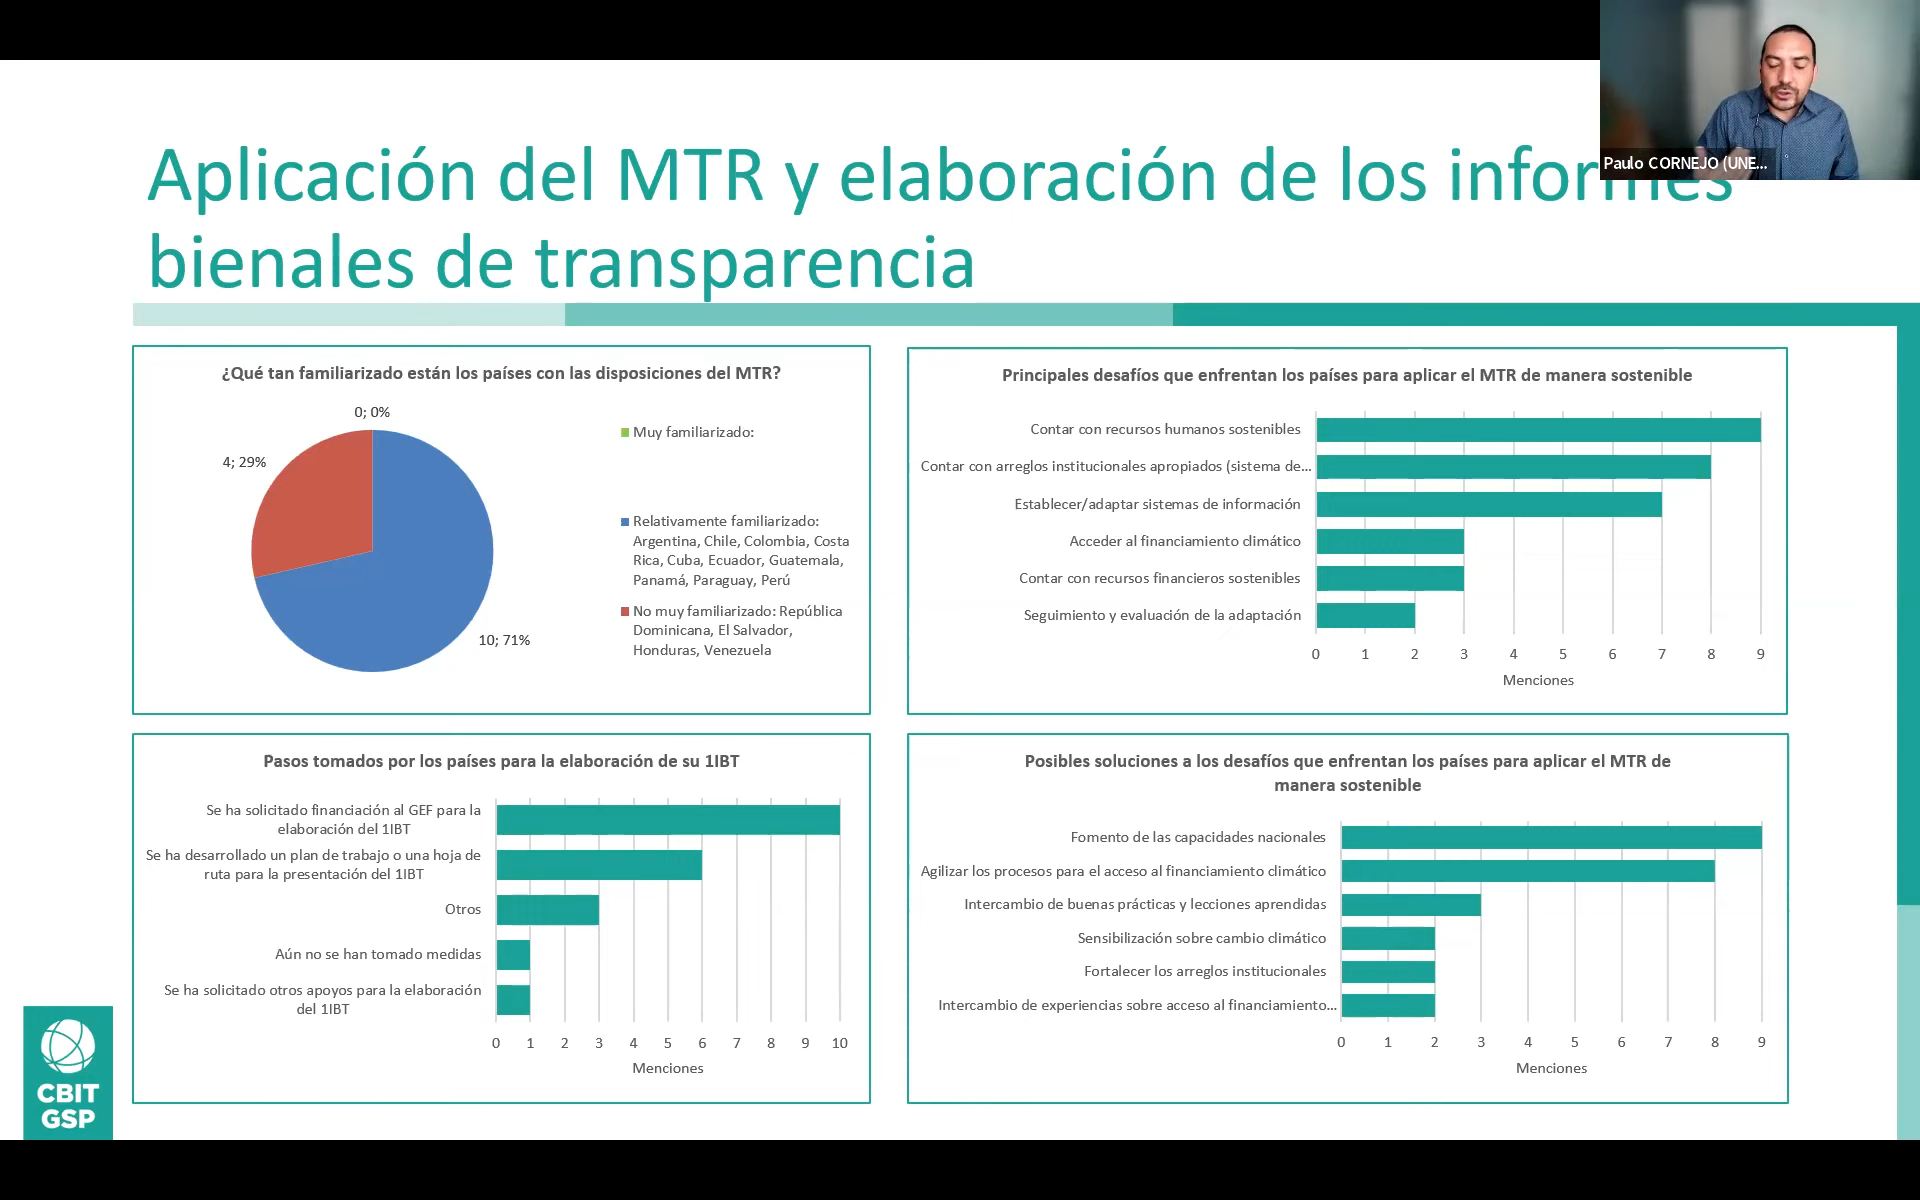 Paulo CORNEJO (UNE...
Aplicación del MTR y elaboración de los informes
bienales de transparencia
¿Qué tan familiarizado están los países con las disposiciones del MTR?
0; 0%
4; 29%
10; 71%
Muy familiarizado:
Relativamente familiarizado:
Argentina, Chile, Colombia, Costa
Rica, Cuba, Ecuador, Guatemala,
Panamá, Paraguay, Perú
No muy familiarizado: República
Dominicana, El Salvador,
Honduras, Venezuela
Principales desafíos que enfrentan los países para aplicar el MTR de manera sostenible
Contar con recursos humanos sostenibles
Contar con arreglos institucionales apropiados (sistema de...
Establecer/adaptar sistemas de información
Acceder al financiamiento climático
Contar con recursos financieros sostenibles
Seguimiento y evaluación de la adaptación
0 1 2 3 4 5 6 7 8 9
Menciones
Pasos tomados por los países para la elaboración de su 1IBT
Se ha solicitado financiación al GEF para la
elaboración del 1IBT
Se ha desarrollado un plan de trabajo o una hoja de
ruta para la presentación del 1IBT
Otros
Aún no se han tomado medidas
Se ha solicitado otros apoyos para la elaboración
del 1IBT
0 1 2 3 4 5 6 7 8 9 10
Menciones
Posibles soluciones a los desafíos que enfrentan los países para aplicar el MTR de
manera sostenible
Fomento de las capacidades nacionales
Agilizar los procesos para el acceso al financiamiento climático
Intercambio de buenas prácticas y lecciones aprendidas
Sensibilización sobre cambio climático
Fortalecer los arreglos institucionales
Intercambio de experiencias sobre acceso al financiamiento...
0 1 2 3 4 5 6 7 8 9
Menciones
CBIT
GSP